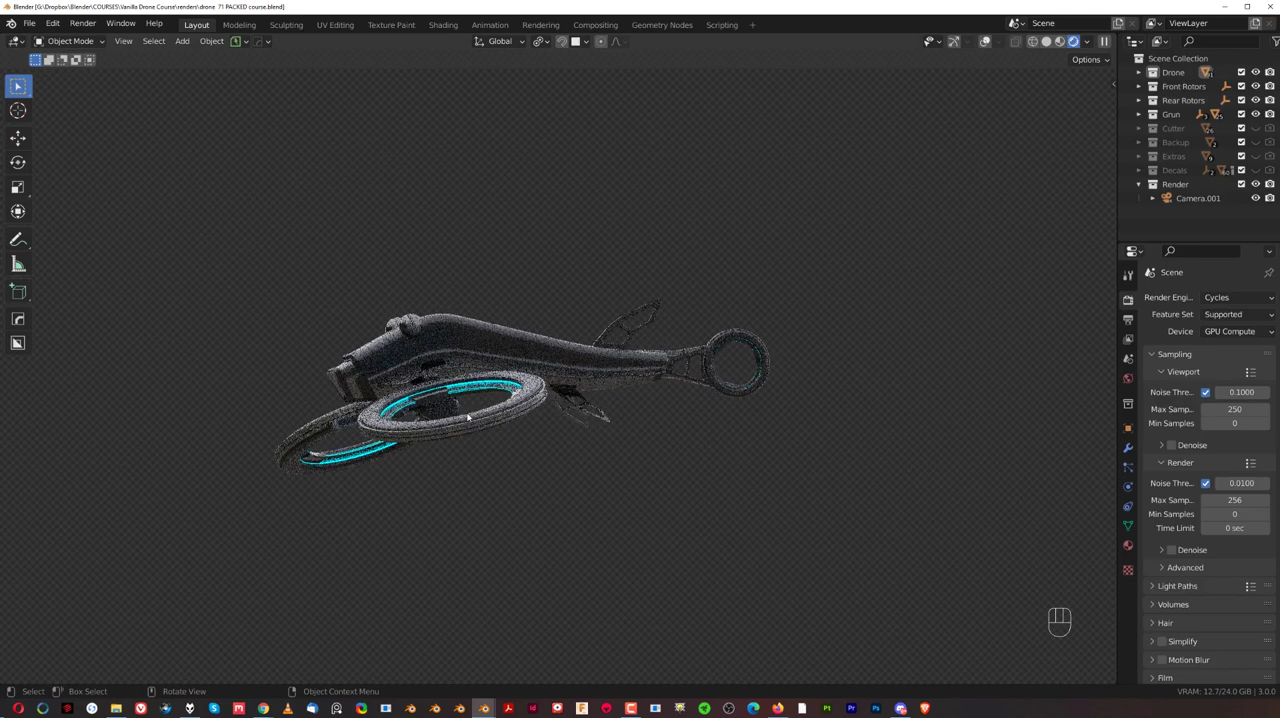 Blender [G:\Dropbox\Blender\COURSES\Vanilla Drone Course\renders\drone 71 PACKED course.blend]
File Edit Render Window Help Layout Modeling Sculpting UV Editing Texture Paint Shading Animation Rendering Compositing Geometry Nodes Scripting Scene ViewLayer
Object Mode View Select Add Object Global
Options
Scene Collection
Drone
Front Rotors
Rear Rotors
Grun
Cutter 26
Backup 2
Extras 9
Decals
Render
Camera.001
Scene
Render Engi... Cycles
Feature Set Supported
Device GPU Compute
Sampling
Viewport
Noise Thre... 0.1000
Max Samp... 250
Min Samples 0
Denoise
Render
Noise Thre... 0.0100
Max Samp... 256
Min Samples 0
Time Limit 0 sec
Denoise
Advanced
Light Paths
Volumes
Hair
Simplify
Motion Blur
Film
Select Box Select Rotate View Object Context Menu VRAM: 12.7/24.0 GiB | 3.0.0